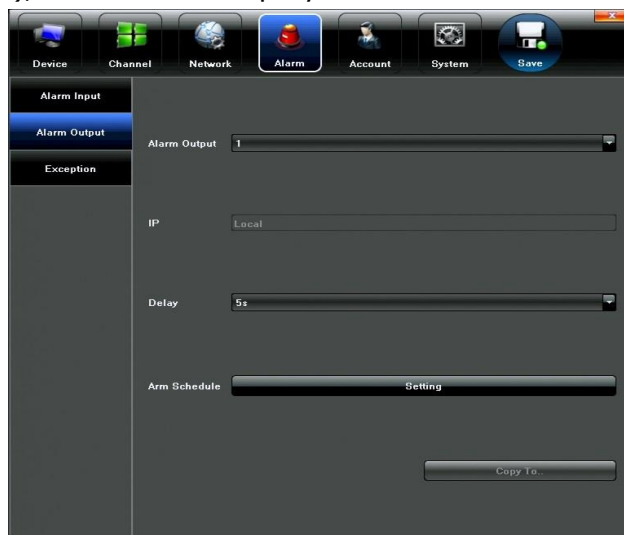 Device Channel Network Alarm Account System Save
Alarm Input
Alarm Output
Exception
Alarm Output 1
IP Local
Delay 5s
Arm Schedule Setting
Copy To..